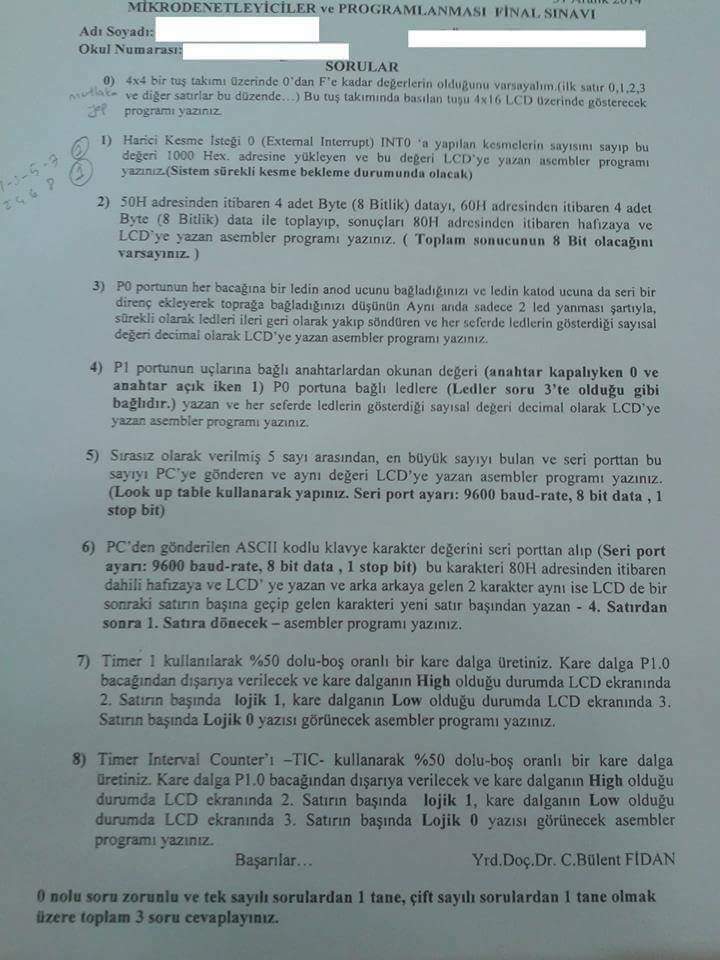 31 Aralık 2014
MİKRODENETLEYİCİLER ve PROGRAMLANMASI FİNAL SINAVI
Adı Soyadı:
Okul Numarası:
SORULAR
0) 4x4 bir tuş takımı üzerinde 0'dan F'e kadar değerlerin olduğunu varsayalım.(ilk satır 0,1,2,3
mutlaka ve diğer satırlar bu düzende…) Bu tuş takımında basılan tuşu 4x16 LCD üzerinde gösterecek
programı yazınız.
1) Harici Kesme İsteği 0 (External Interrupt) INT0 'a yapılan kesmelerin sayısını sayıp bu
değeri 1000 Hex. adresine yükleyen ve bu değeri LCD'ye yazan asembler programı
yazınız.(Sistem sürekli kesme bekleme durumunda olacak)
1-3-5-7
2 4 6 8
2) 50H adresinden itibaren 4 adet Byte (8 Bitlik) datayı, 60H adresinden itibaren 4 adet
Byte (8 Bitlik) data ile toplayıp, sonuçları 80H adresinden itibaren hafızaya ve
LCD'ye yazan asembler programı yazınız. ( Toplam sonucunun 8 Bit olacağını
varsayınız. )
3) P0 portunun her bacağına bir ledin anod ucunu bağladığınızı ve ledin katod ucuna da seri bir
direnç ekleyerek toprağa bağladığınızı düşünün Aynı anda sadece 2 led yanması şartıyla,
sürekli olarak ledleri ileri geri olarak yakıp söndüren ve her seferde ledlerin gösterdiği sayısal
değeri decimal olarak LCD'ye yazan asembler programı yazınız.
4) P1 portunun uçlarına bağlı anahtarlardan okunan değeri (anahtar kapalıyken 0 ve
anahtar açık iken 1) P0 portuna bağlı ledlere (Ledler soru 3'te olduğu gibi
bağlıdır.) yazan ve her seferde ledlerin gösterdiği sayısal değeri decimal olarak LCD'ye
yazan asembler programı yazınız.
5) Sırasız olarak verilmiş 5 sayı arasından, en büyük sayıyı bulan ve seri porttan bu
sayıyı PC'ye gönderen ve aynı değeri LCD'ye yazan asembler programı yazınız.
(Look up table kullanarak yapınız. Seri port ayarı: 9600 baud-rate, 8 bit data , 1
stop bit)
6) PC'den gönderilen ASCII kodlu klavye karakter değerini seri porttan alıp (Seri port
ayarı: 9600 baud-rate, 8 bit data , 1 stop bit) bu karakteri 80H adresinden itibaren
dahili hafızaya ve LCD' ye yazan ve arka arkaya gelen 2 karakter aynı ise LCD de bir
sonraki satırın başına geçip gelen karakteri yeni satır başından yazan - 4. Satırdan
sonra 1. Satıra dönecek – asembler programı yazınız.
7) Timer 1 kullanılarak %50 dolu-boş oranlı bir kare dalga üretiniz. Kare dalga P1.0
bacağından dışarıya verilecek ve kare dalganın High olduğu durumda LCD ekranında
2. Satırın başında lojik 1, kare dalganın Low olduğu durumda LCD ekranında 3.
Satırın başında Lojik 0 yazısı görünecek asembler programı yazınız.
8) Timer Interval Counter'ı –TIC- kullanarak %50 dolu-boş oranlı bir kare dalga
üretiniz. Kare dalga P1.0 bacağından dışarıya verilecek ve kare dalganın High olduğu
durumda LCD ekranında 2. Satırın başında lojik 1, kare dalganın Low olduğu
durumda LCD ekranında 3. Satırın başında Lojik 0 yazısı görünecek asembler
programı yazınız.
Başarılar… Yrd.Doç.Dr. C.Bülent FİDAN
0 nolu soru zorunlu ve tek sayılı sorulardan 1 tane, çift sayılı sorulardan 1 tane olmak
üzere toplam 3 soru cevaplayınız.